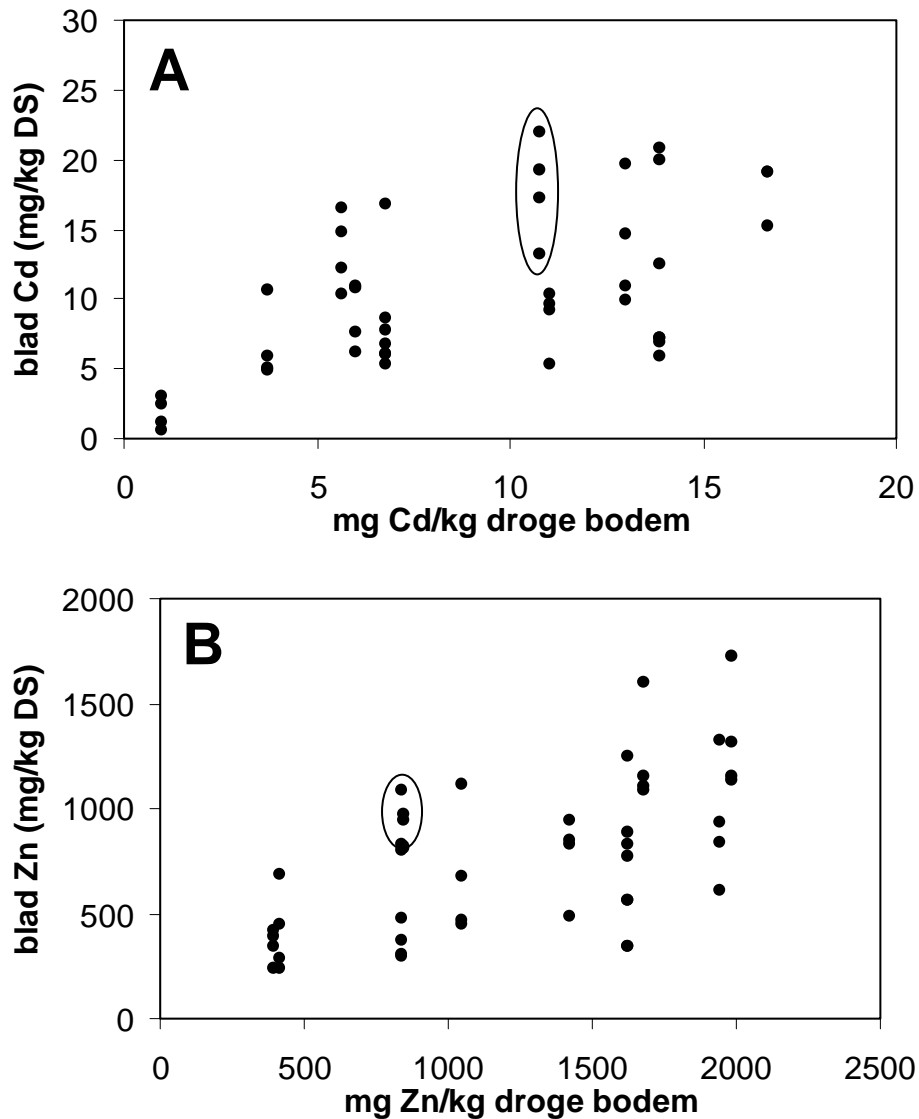 A
blad Cd (mg/kg DS)
30
25
20
15
10
5
0
0 5 10 15 20
mg Cd/kg droge bodem
B
blad Zn (mg/kg DS)
2000
1500
1000
500
0
0 500 1000 1500 2000 2500
mg Zn/kg droge bodem